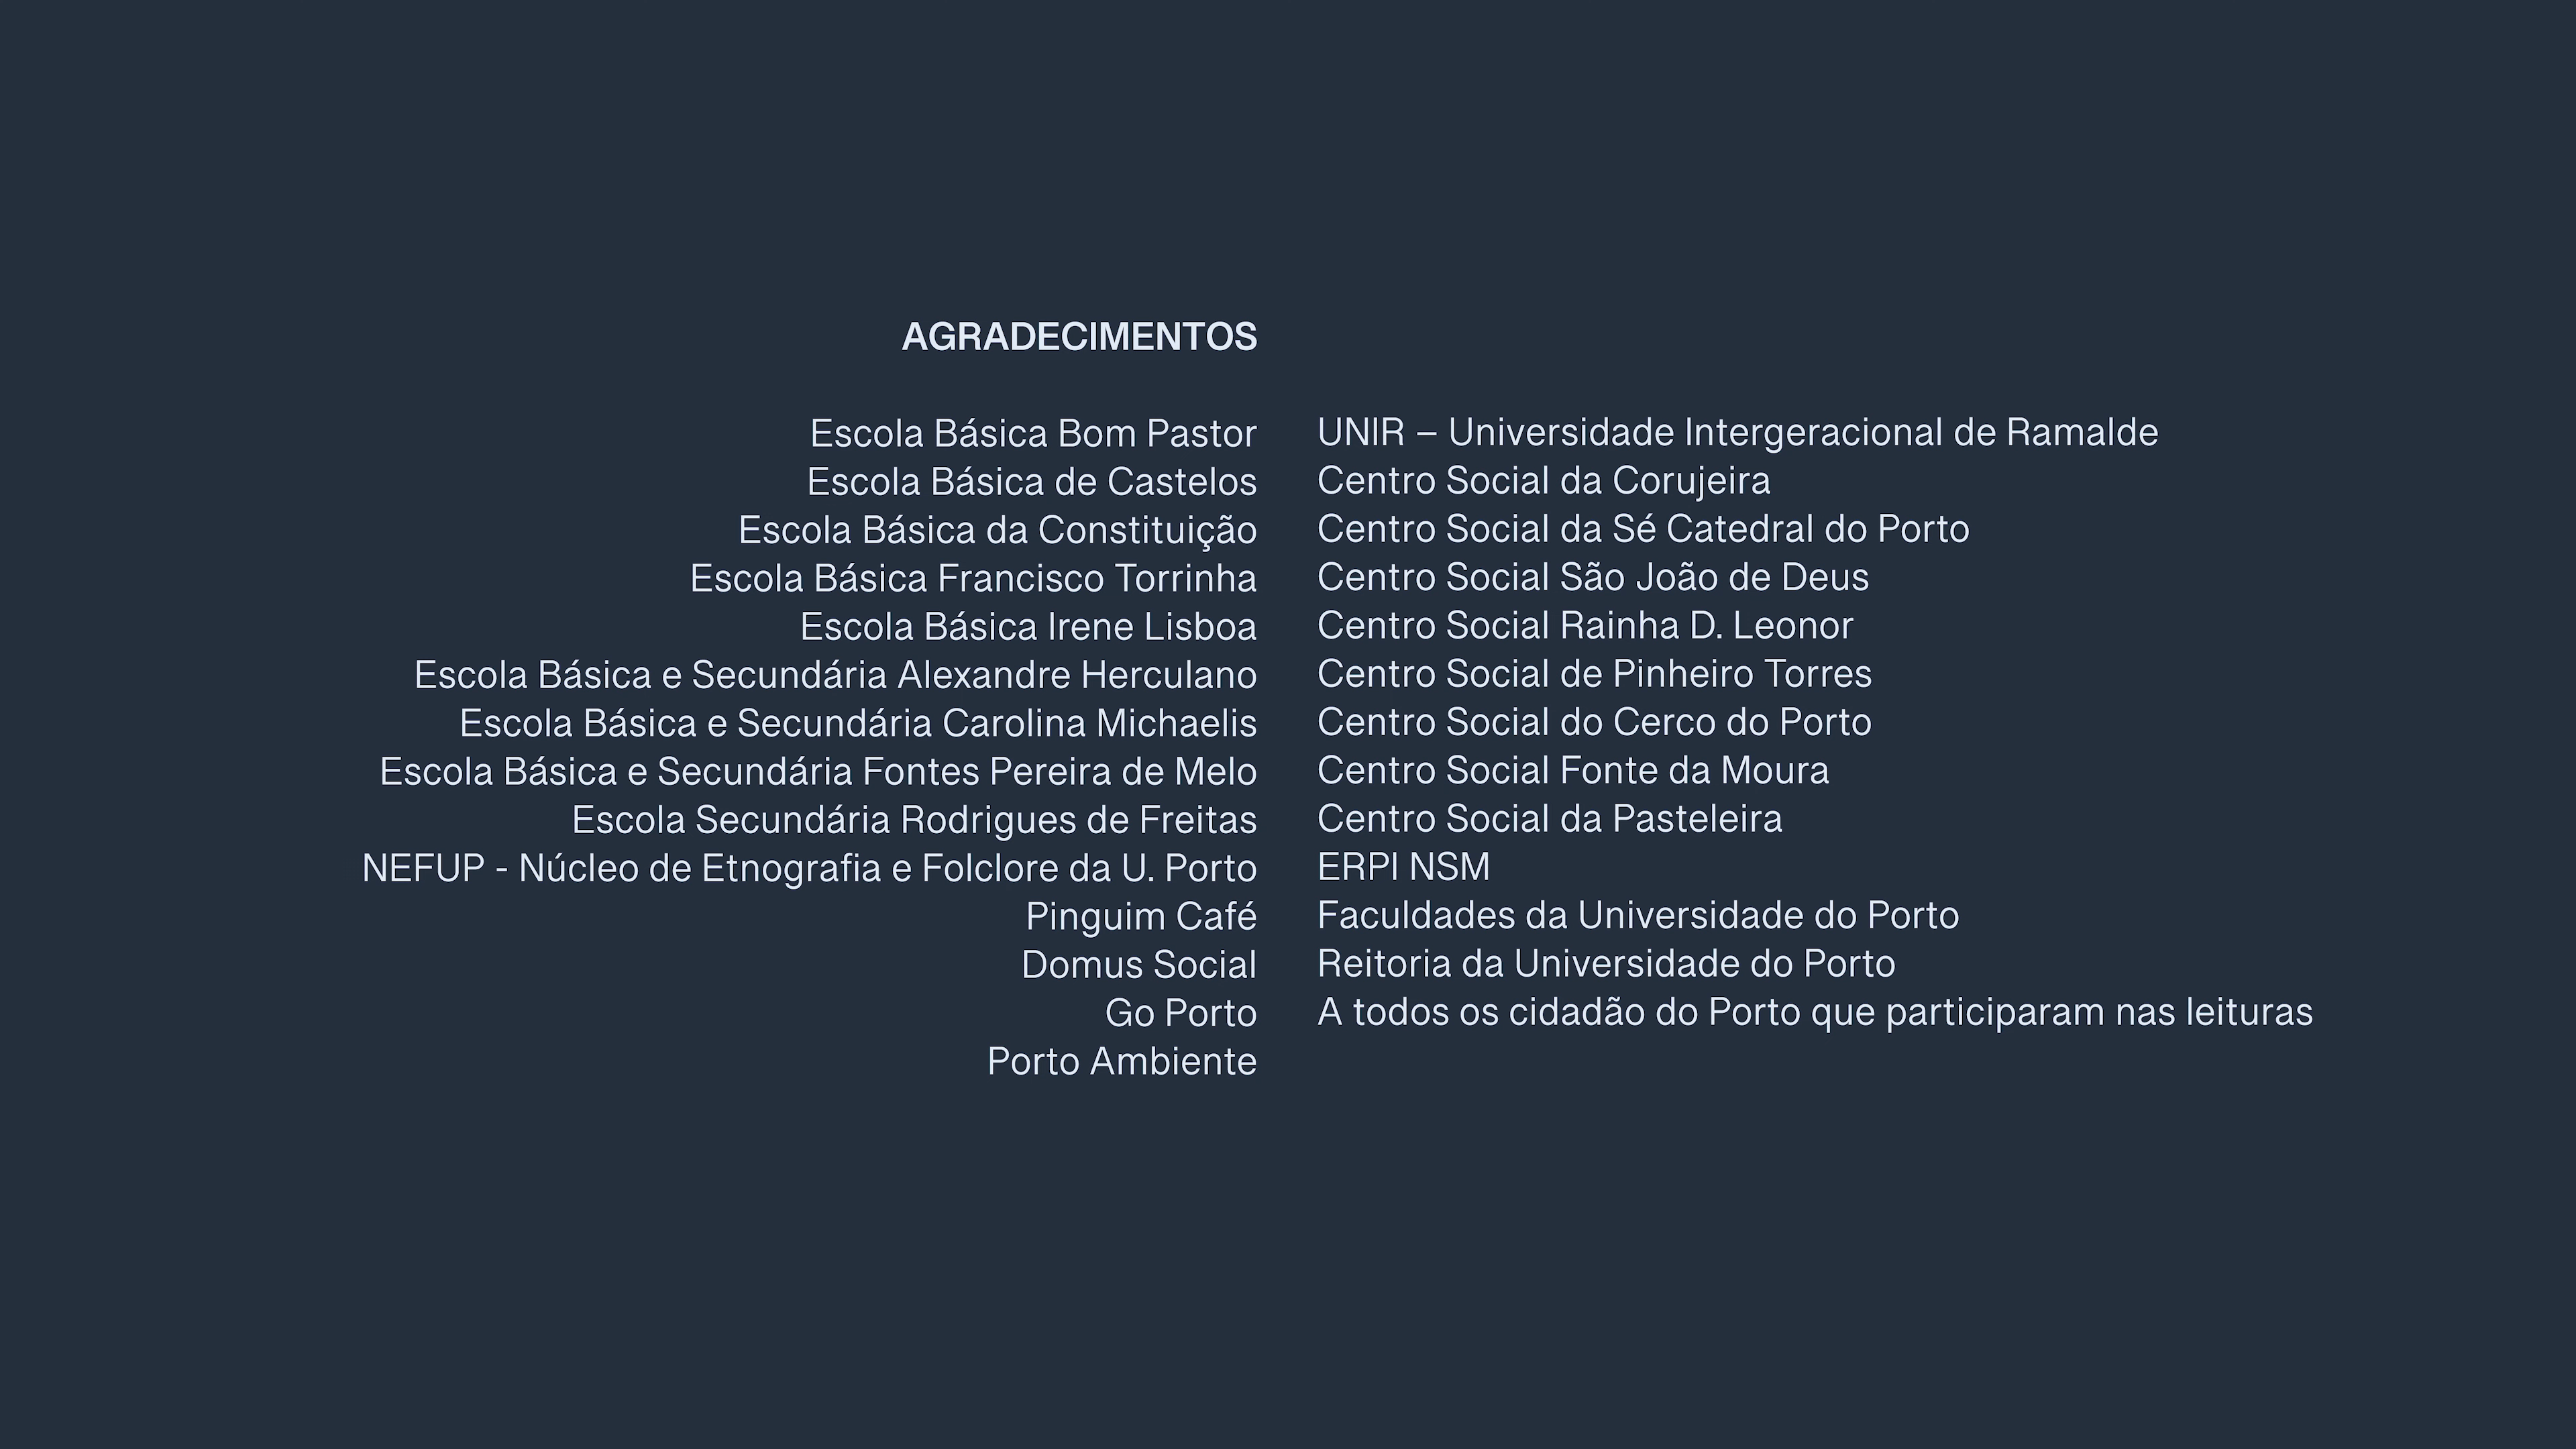 AGRADECIMENTOS
Escola Básica Bom Pastor
Escola Básica de Castelos
Escola Básica da Constituição
Escola Básica Francisco Torrinha
Escola Básica Irene Lisboa
Escola Básica e Secundária Alexandre Herculano
Escola Básica e Secundária Carolina Michaelis
Escola Básica e Secundária Fontes Pereira de Melo
Escola Secundária Rodrigues de Freitas
NEFUP - Núcleo de Etnografia e Folclore da U. Porto
Pinguim Café
Domus Social
Go Porto
Porto Ambiente
UNIR – Universidade Intergeracional de Ramalde
Centro Social da Corujeira
Centro Social da Sé Catedral do Porto
Centro Social São João de Deus
Centro Social Rainha D. Leonor
Centro Social de Pinheiro Torres
Centro Social do Cerco do Porto
Centro Social Fonte da Moura
Centro Social da Pasteleira
ERPI NSM
Faculdades da Universidade do Porto
Reitoria da Universidade do Porto
A todos os cidadão do Porto que participaram nas leituras